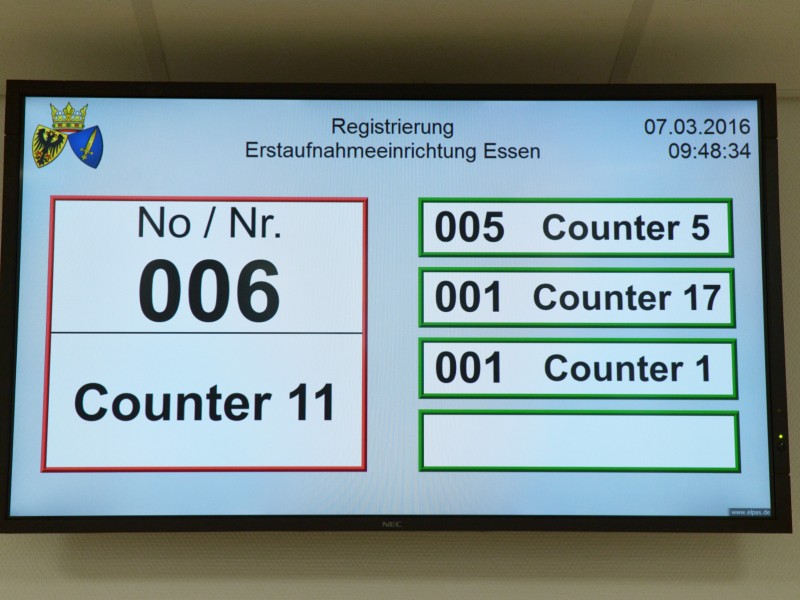 Registrierung
Erstaufnahmeeinrichtung Essen
07.03.2016
09:48:34
No / Nr.
006
Counter 11
005 Counter 5
001 Counter 17
001 Counter 1
www.elpas.de
NEC